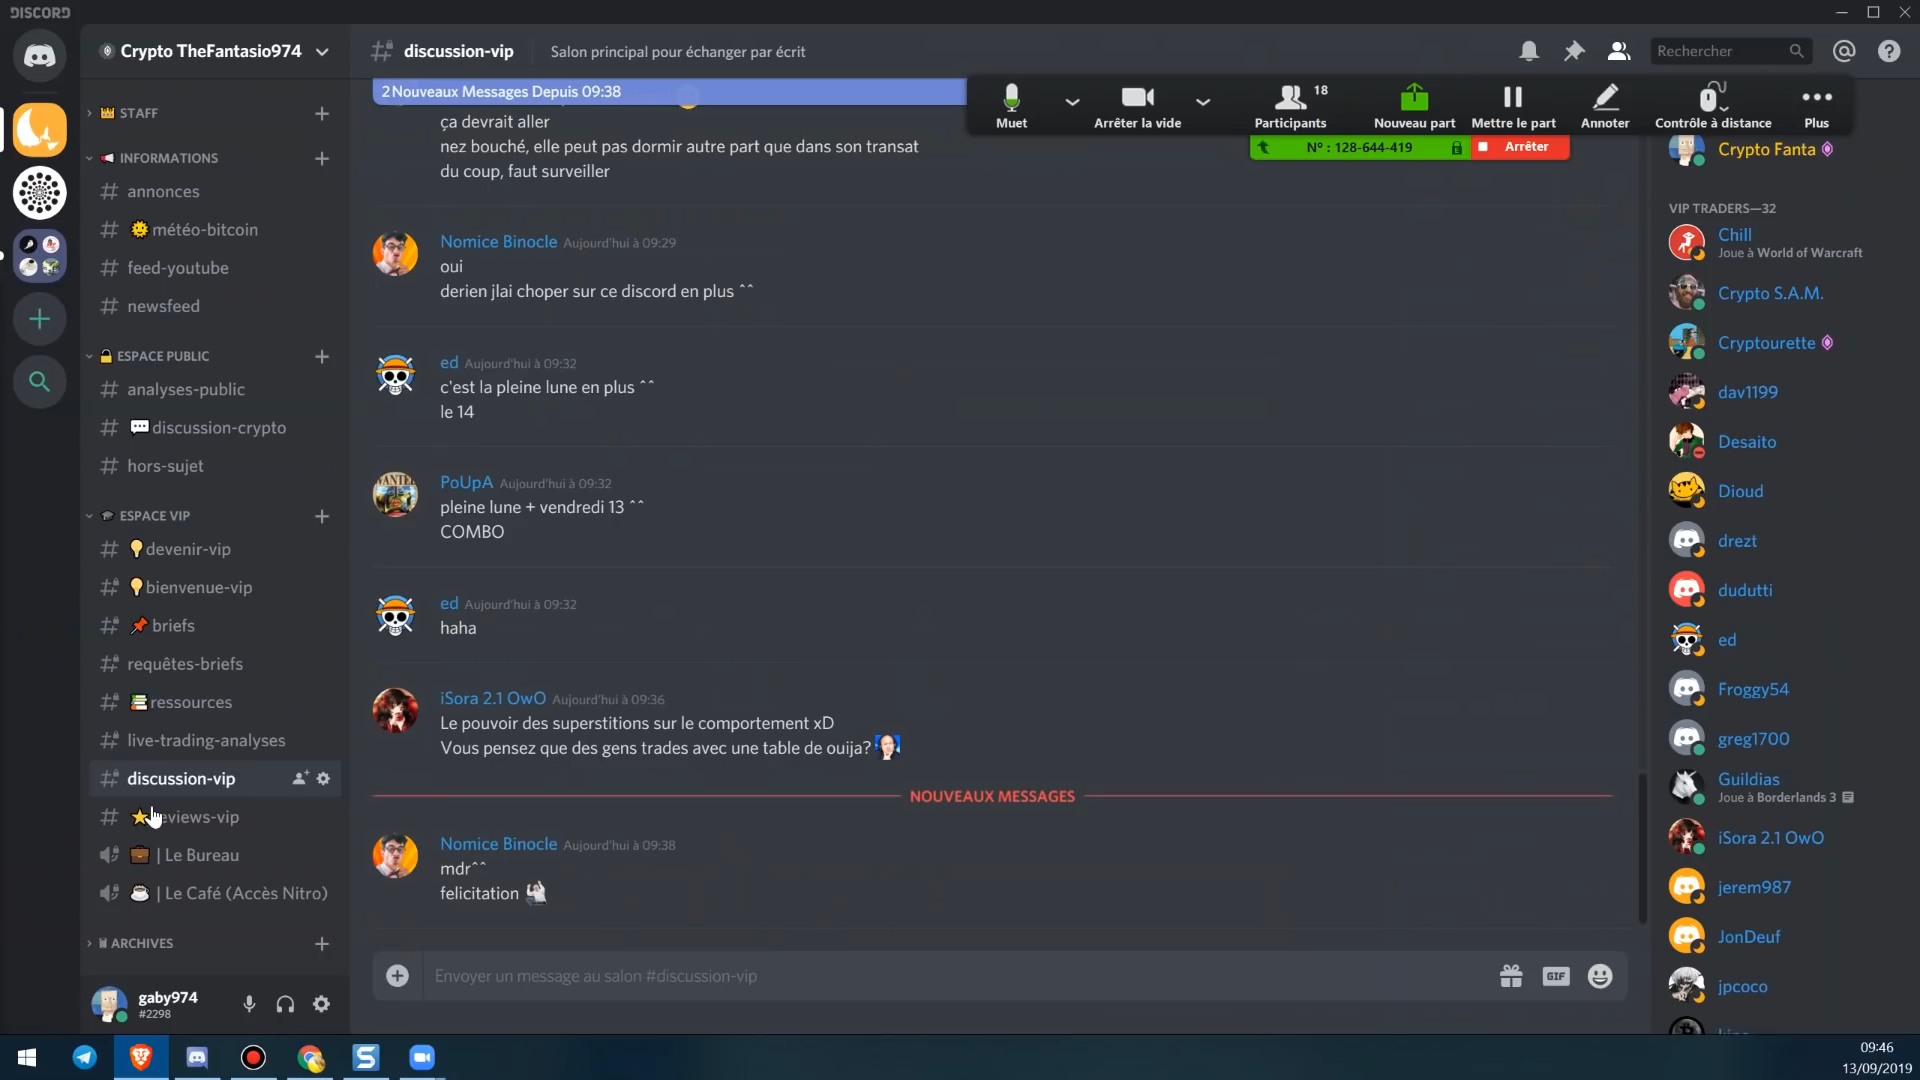 DISCORD
Crypto TheFantasio974
discussion-vip
Salon principal pour échanger par écrit
Rechercher
STAFF
INFORMATIONS
annonces
météo-bitcoin
feed-youtube
newsfeed
ESPACE PUBLIC
analyses-public
discussion-crypto
hors-sujet
ESPACE VIP
devenir-vip
bienvenue-vip
briefs
requêtes-briefs
ressources
live-trading-analyses
discussion-vip
eviews-vip
| Le Bureau
| Le Café (Accès Nitro)
ARCHIVES
gaby974
#2298
2 Nouveaux Messages Depuis 09:38
ça devrait aller
nez bouché, elle peut pas dormir autre part que dans son transat
du coup, faut surveiller
Nomice Binocle Aujourd'hui à 09:29
oui
derien jlai choper sur ce discord en plus ^^
ed Aujourd'hui à 09:32
c'est la pleine lune en plus ^^
le 14
PoUpA Aujourd'hui à 09:32
pleine lune + vendredi 13 ^^
COMBO
ed Aujourd'hui à 09:32
haha
iSora 2.1 OwO Aujourd'hui à 09:36
Le pouvoir des superstitions sur le comportement xD
Vous pensez que des gens trades avec une table de ouija?
NOUVEAUX MESSAGES
Nomice Binocle Aujourd'hui à 09:38
mdr^^
felicitation
Envoyer un message au salon #discussion-vip
GIF
Muet
Arrêter la vide
18
Participants
Nouveau part
Mettre le part
Annoter
Contrôle à distance
Plus
N° : 128-644-419
Arrêter
Crypto Fanta
VIP TRADERS—32
Chill
Joue à World of Warcraft
Crypto S.A.M.
Cryptourette
dav1199
Desaito
Dioud
drezt
dudutti
ed
Froggy54
greg1700
Guildias
Joue à Borderlands 3
iSora 2.1 OwO
jerem987
JonDeuf
jpcoco
09:46
13/09/2019